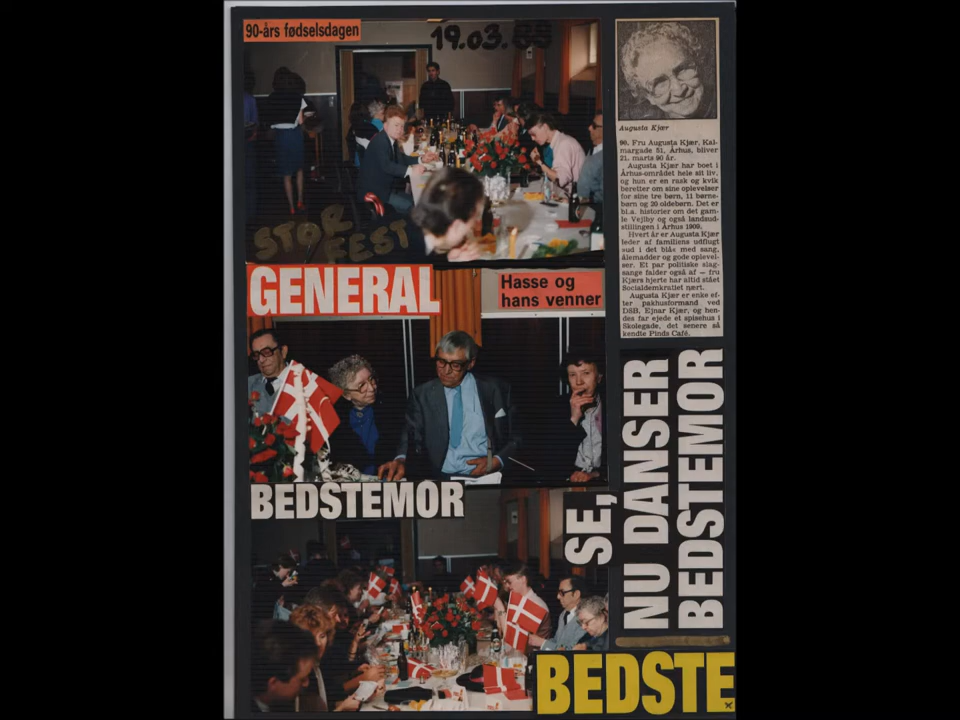 90-års fødselsdagen
19.03.88
STOR
FEST
Augusta Kjær
90. Fru Augusta Kjær, Kal-
margade 51, Århus, bliver
21. marts 90 år.
Augusta Kjær har boet i
Århus-området hele sit liv,
og hun er en rask og kvik
beretter om sine oplevelser
for sine tre børn, 11 børne-
børn og 20 oldebørn. Det er
bl.a. historier om det gam-
le Vejlby og også landsud-
stillingen i Århus 1909.
Hvert år er Augusta Kjær
leder af familiens udflugt
»ud i det blå« med sang,
ålemadder og gode oplevel-
ser. Et par politiske slag-
sange falder også af — fru
Kjærs hjerte har altid stået
Socialdemkratiet nært.
Augusta Kjær er enke ef-
ter pakhusformand ved
DSB, Ejnar Kjær, og hen-
des far ejede et spisehus i
Skolegade, det senere så
kendte Pinds Café.
GENERAL
Hasse og
hans venner
BEDSTEMOR
SE,
NU DANSER
BEDSTEMOR
BEDSTE